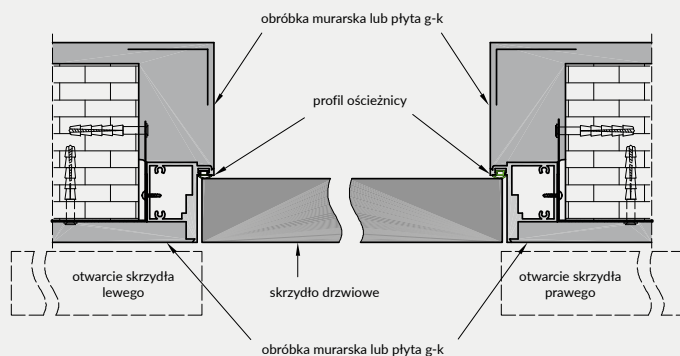 obróbka murarska lub płyta g-k
profil ościeżnicy
otwarcie skrzydła
lewego
skrzydło drzwiowe
otwarcie skrzydła
prawego
obróbka murarska lub płyta g-k